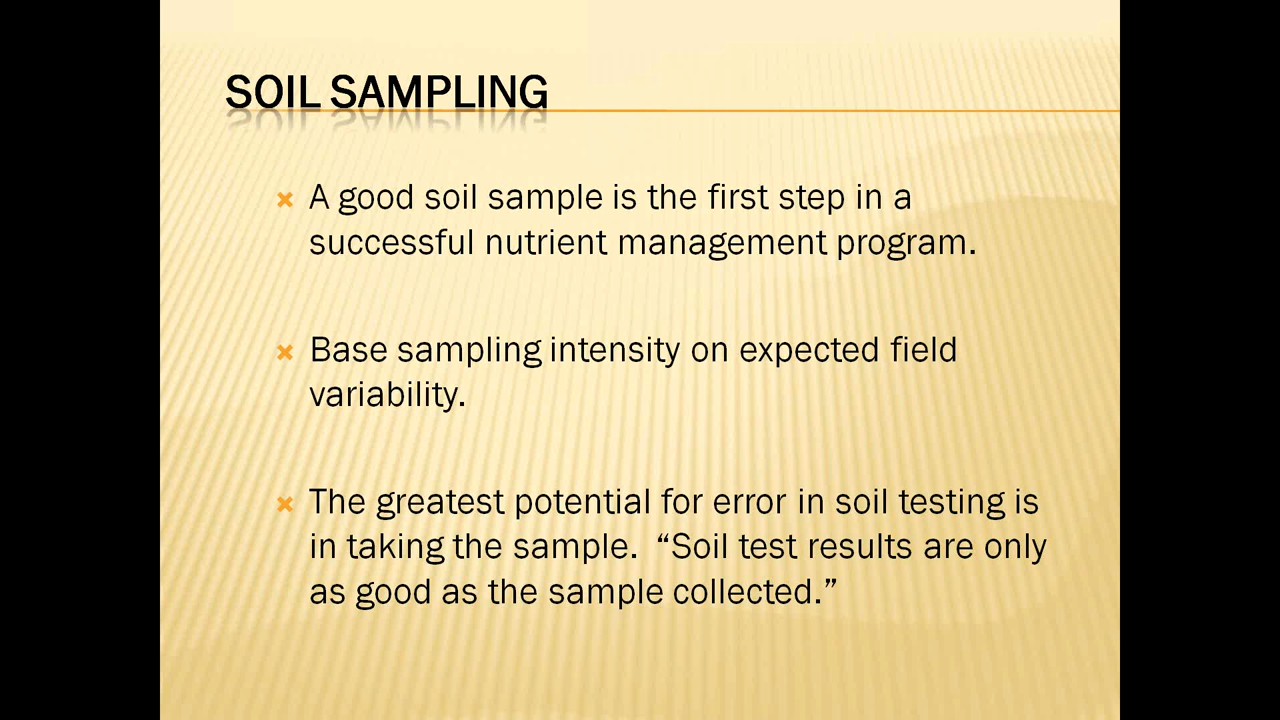 SOIL SAMPLING
A good soil sample is the first step in a
successful nutrient management program.
Base sampling intensity on expected field
variability.
The greatest potential for error in soil testing is
in taking the sample.  “Soil test results are only
as good as the sample collected.”